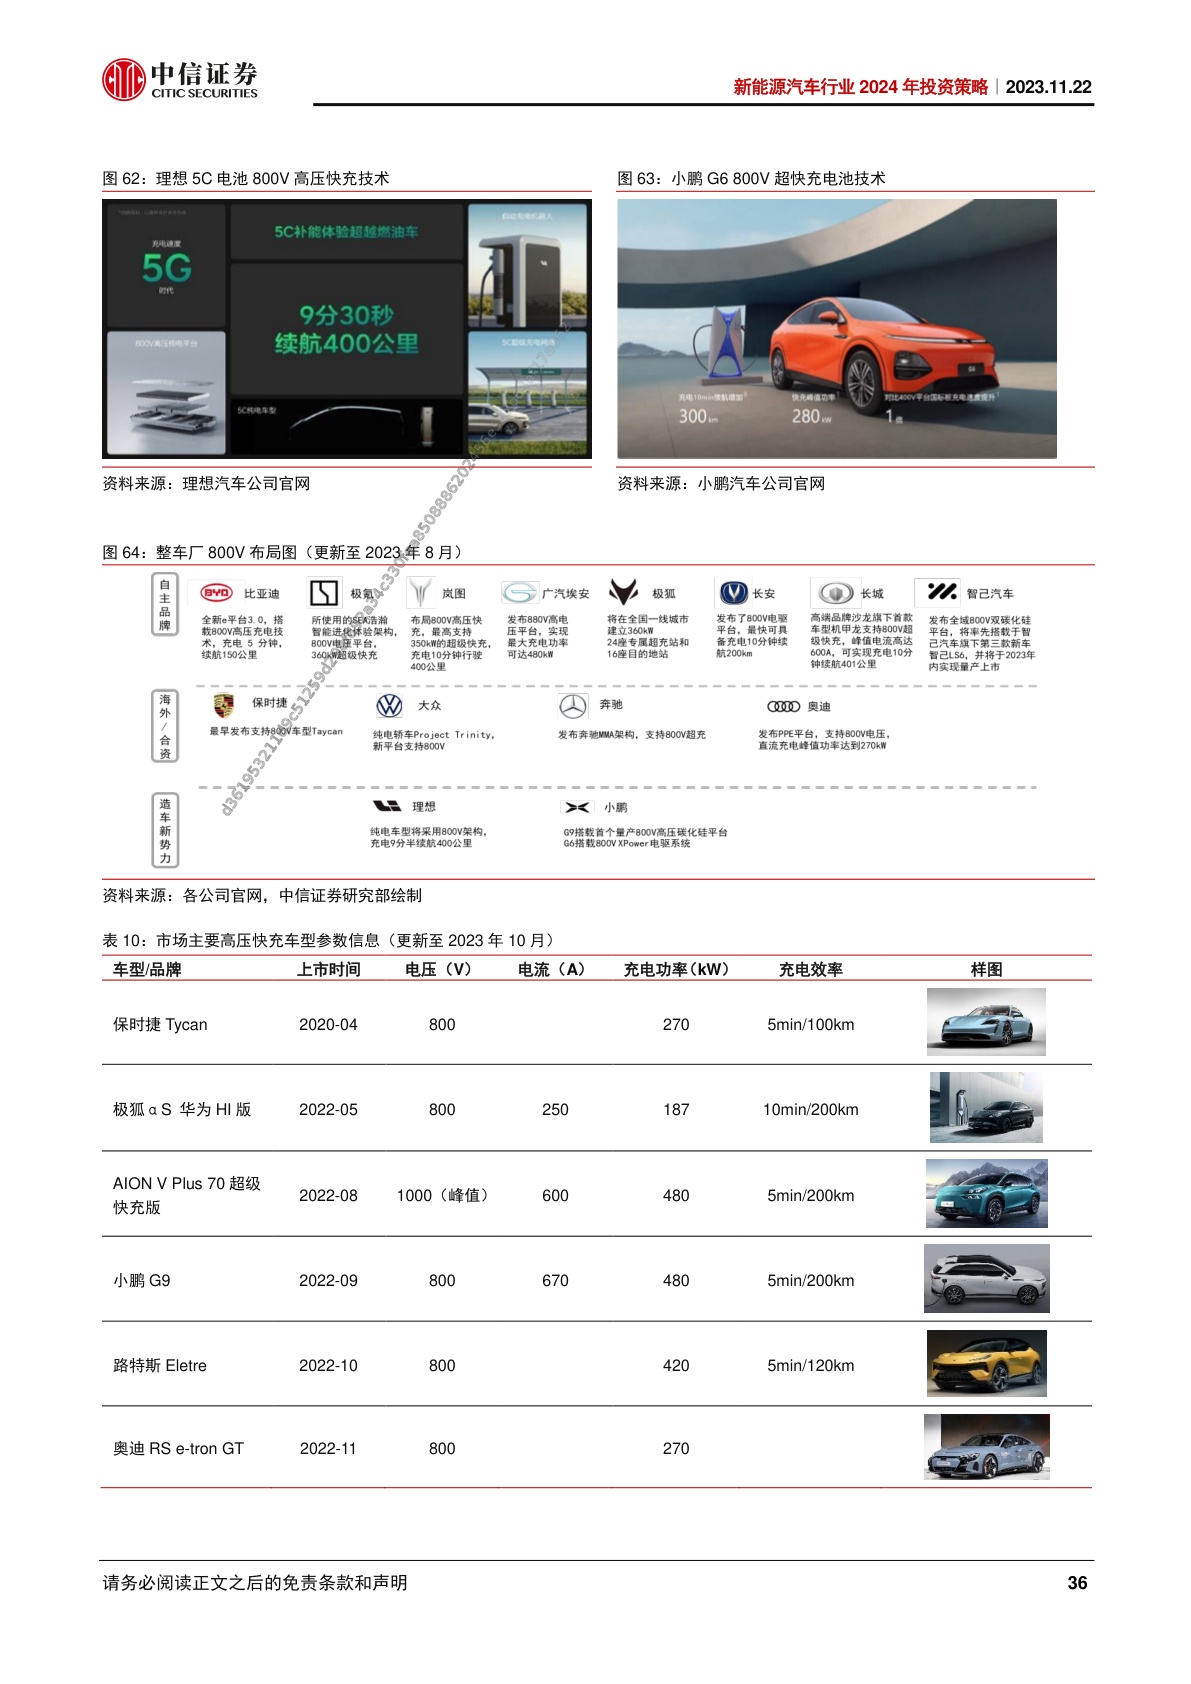 中信证券
CITIC SECURITIES
新能源汽车行业 2024 年投资策略｜2023.11.22
图 62：理想 5C 电池 800V 高压快充技术
充电速度
5G
时代
5C补能体验超越燃油车
自动充电机器人
9分30秒
续航400公里
800V高压纯电平台
5C超级充电网络
5C纯电车型
资料来源：理想汽车公司官网
图 63：小鹏 G6 800V 超快充电池技术
充电10min续航增加
300km
快充峰值功率
280kW
对比400V平台国标桩充电速度提升
1倍
资料来源：小鹏汽车公司官网
图 64：整车厂 800V 布局图（更新至 2023 年 8 月）
自主品牌
BYD 比亚迪
全新e平台3.0，搭
载800V高压充电技
术，充电 5 分钟，
续航150公里
极氪
所使用的SEA浩瀚
智能进化体验架构，
800V电压平台，
360kW超级快充
岚图
布局800V高压快
充，最高支持
350kW的超级快充，
充电10分钟行驶
400公里
广汽埃安
发布880V高电
压平台，实现
最大充电功率
可达480kW
极狐
将在全国一线城市
建立360kW
24座专属超充站和
16座目的地站
长安
发布了800V电驱
平台，最快可具
备充电10分钟续
航200km
长城
高端品牌沙龙旗下首款
车型机甲龙支持800V超
级快充，峰值电流高达
600A，可实现充电10分
钟续航401公里
智己汽车
发布全域800V双碳化硅
平台，将率先搭载于智
己汽车旗下第三款新车
智己LS6，并将于2023年
内实现量产上市
海外/合资
保时捷
最早发布支持800V车型Taycan
大众
纯电轿车Project Trinity，
新平台支持800V
奔驰
发布奔驰MMA架构，支持800V超充
奥迪
发布PPE平台，支持800V电压，
直流充电峰值功率达到270kW
造车新势力
理想
纯电车型将采用800V架构，
充电9分半续航400公里
小鹏
G9搭载首个量产800V高压碳化硅平台
G6搭载800V XPower电驱系统
资料来源：各公司官网，中信证券研究部绘制
表 10：市场主要高压快充车型参数信息（更新至 2023 年 10 月）
车型/品牌 上市时间 电压（V） 电流（A） 充电功率（kW） 充电效率 样图
保时捷 Tycan 2020-04 800 270 5min/100km
极狐αS 华为 HI 版 2022-05 800 250 187 10min/200km
AION V Plus 70 超级
快充版 2022-08 1000（峰值） 600 480 5min/200km
小鹏 G9 2022-09 800 670 480 5min/200km
路特斯 Eletre 2022-10 800 420 5min/120km
奥迪 RS e-tron GT 2022-11 800 270
请务必阅读正文之后的免责条款和声明
36